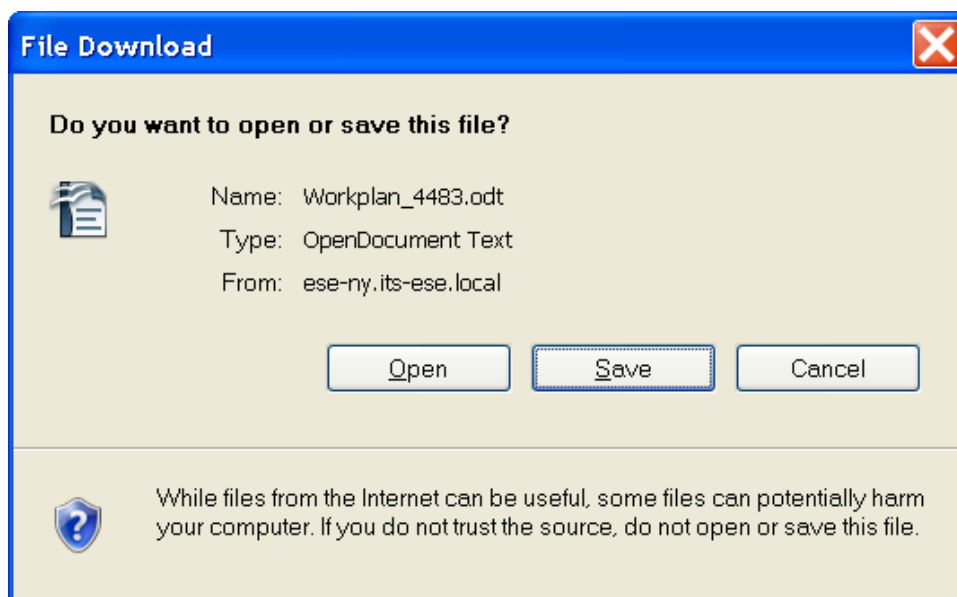 File Download
Do you want to open or save this file?
Name: Workplan_4483.odt
Type: OpenDocument Text
From: ese-ny.its-ese.local
Open Save Cancel
While files from the Internet can be useful, some files can potentially harm
your computer. If you do not trust the source, do not open or save this file.